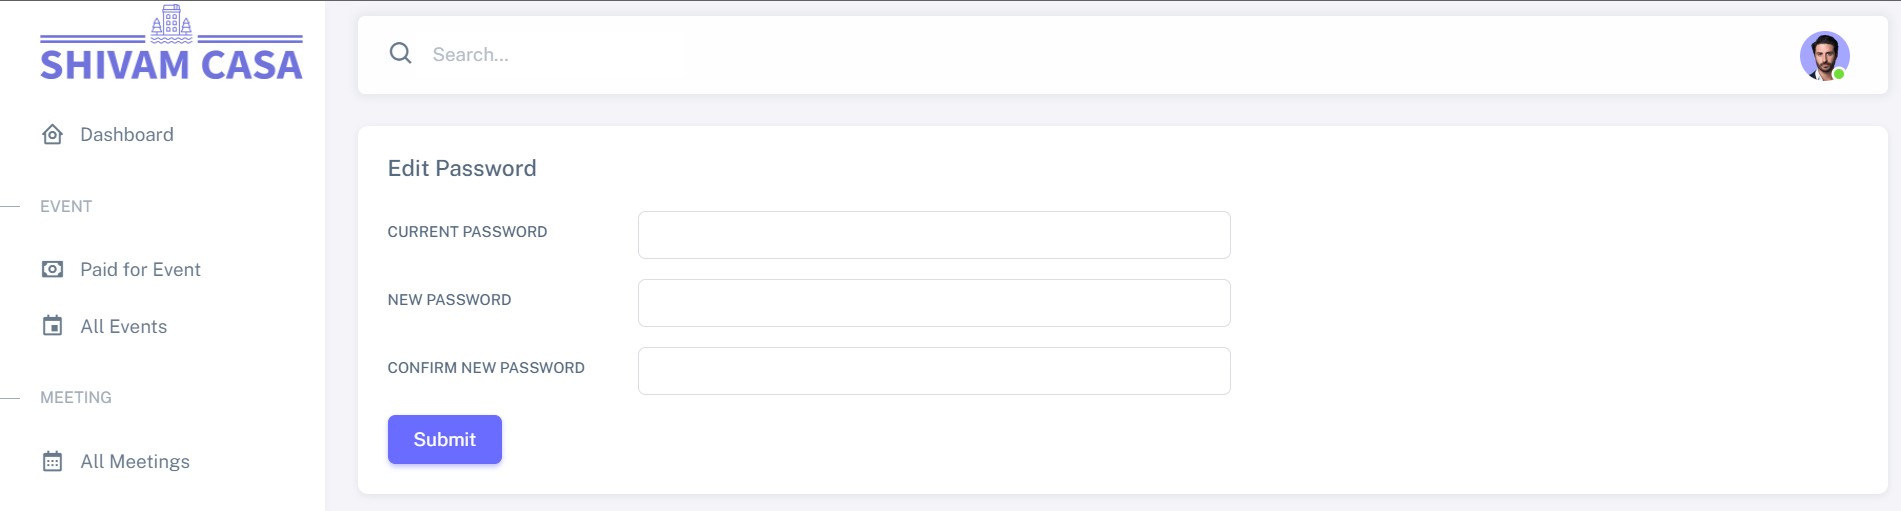 SHIVAM CASA
Dashboard
EVENT
Paid for Event
All Events
MEETING
All Meetings
Search...
Edit Password
CURRENT PASSWORD
NEW PASSWORD
CONFIRM NEW PASSWORD
Submit